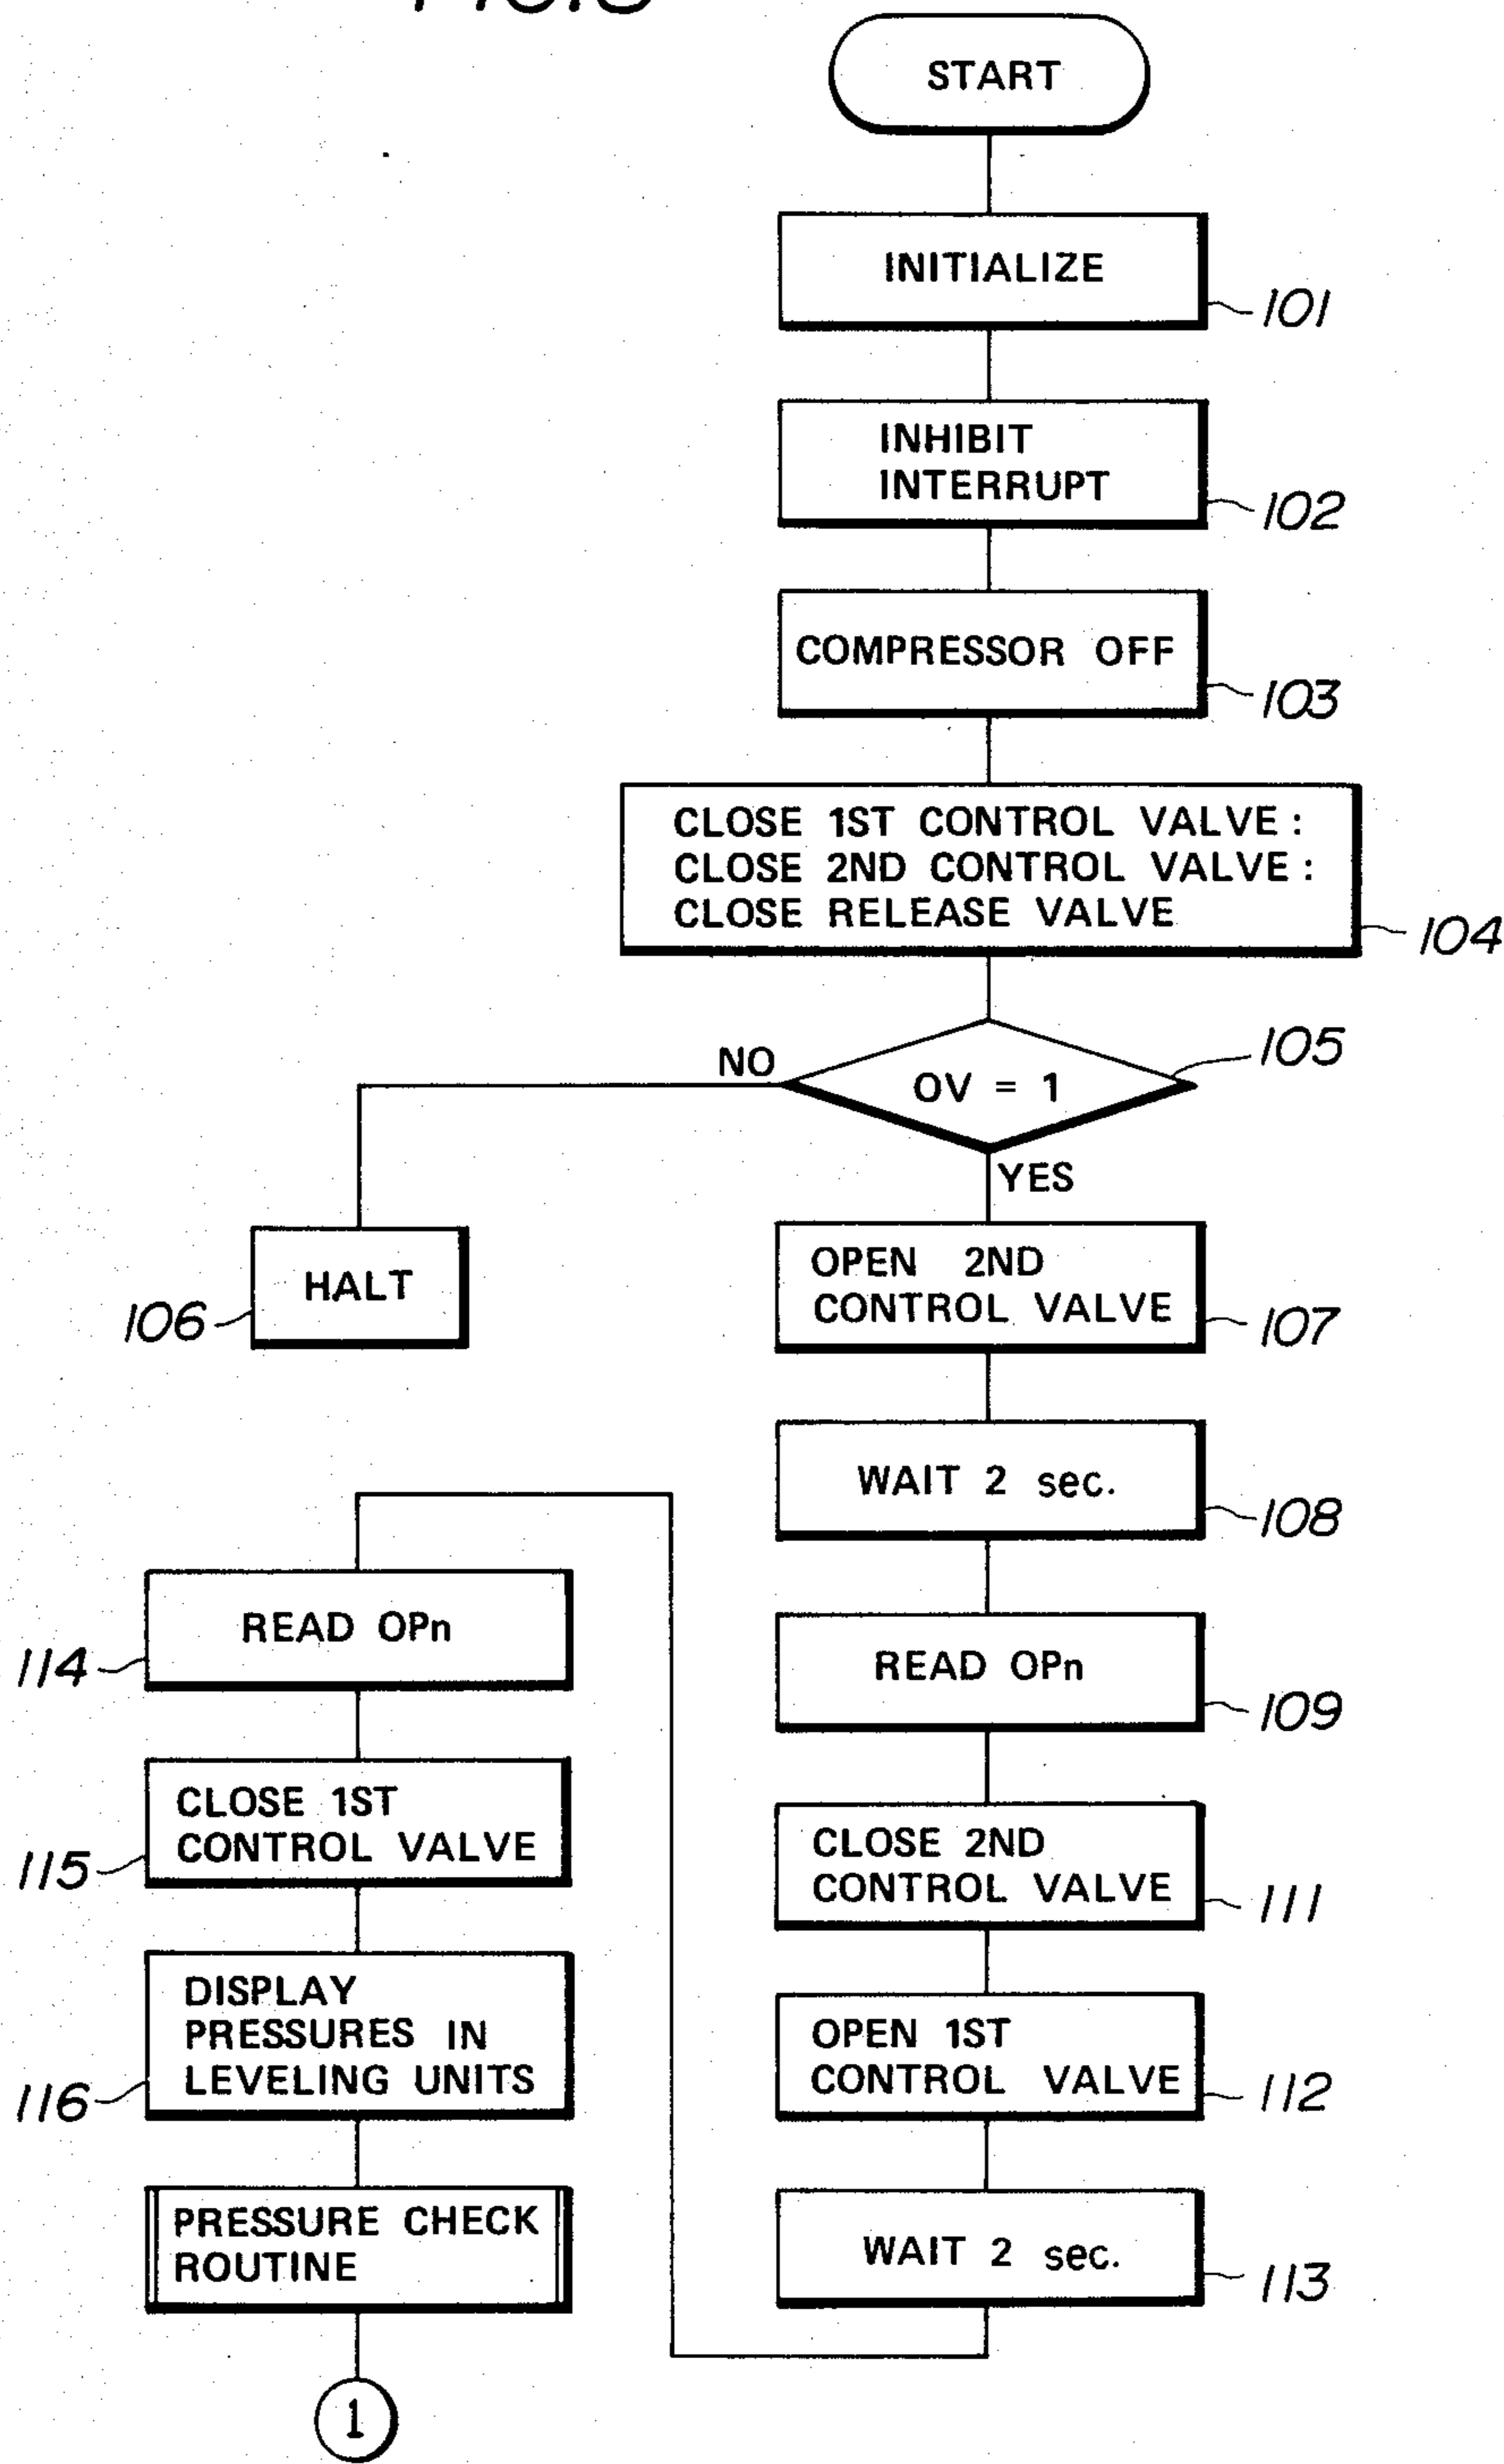 START
INITIALIZE
101
INHIBIT
INTERRUPT
102
COMPRESSOR OFF
103
CLOSE 1ST CONTROL VALVE :
CLOSE 2ND CONTROL VALVE :
CLOSE RELEASE VALVE
104
OV = 1
105
NO
YES
HALT
106
OPEN 2ND
CONTROL VALVE
107
WAIT 2 sec.
108
READ OPn
109
CLOSE 2ND
CONTROL VALVE
111
OPEN 1ST
CONTROL VALVE
112
WAIT 2 sec.
113
READ OPn
114
CLOSE 1ST
CONTROL VALVE
115
DISPLAY
PRESSURES IN
LEVELING UNITS
116
PRESSURE CHECK
ROUTINE
1